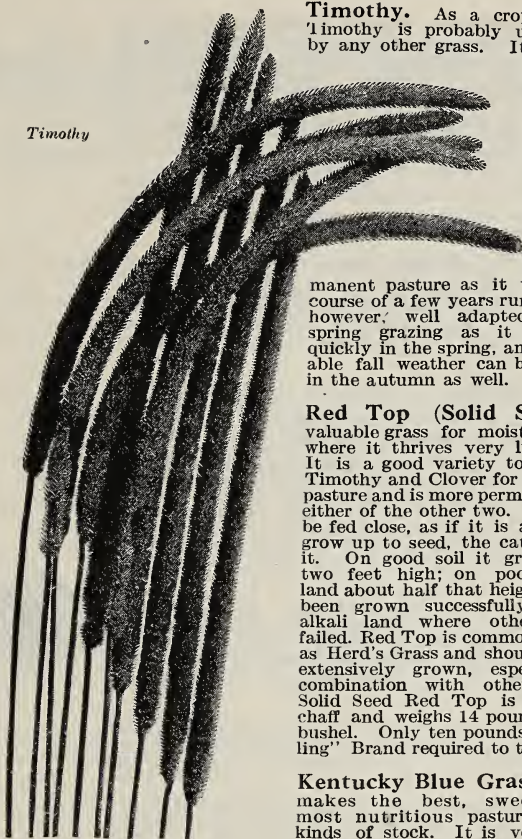 Timothy. As a cro
Timothy is probably u
by any other grass. It
Timothy
manent pasture as it
course of a few years rur
however, well adapted
spring grazing as it
quickly in the spring, an
able fall weather can b
in the autumn as well.
Red Top (Solid S
valuable grass for moist
where it thrives very l
It is a good variety to
Timothy and Clover for
pasture and is more perm
either of the other two.
be fed close, as if it is a
grow up to seed, the cat
it. On good soil it gr
two feet high; on poo
land about half that heig
been grown successfully
alkali land where othe
failed. Red Top is commo
as Herd's Grass and shou
extensively grown, espe
combination with othe
Solid Seed Red Top is
chaff and weighs 14 poun
bushel. Only ten pounds
ling" Brand required to t
Kentucky Blue Gras
makes the best, swee
most nutritious pastur
kinds of stock. It is ve